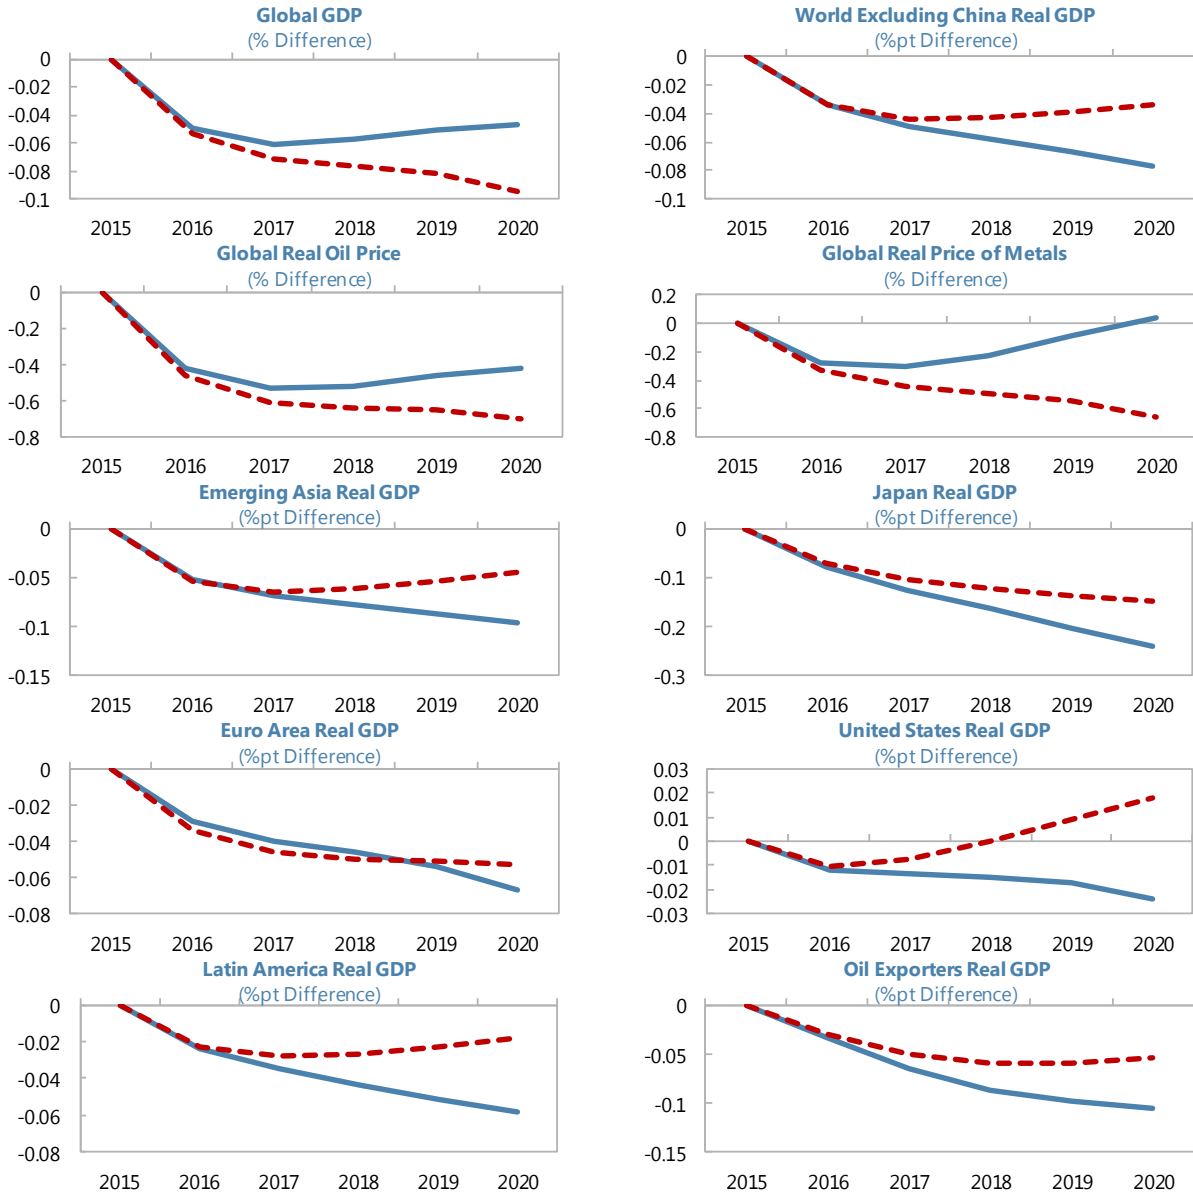 Global GDP
(% Difference)
0
-0.02
-0.04
-0.06
-0.08
-0.1
2015 2016 2017 2018 2019 2020
World Excluding China Real GDP
(%pt Difference)
0
-0.02
-0.04
-0.06
-0.08
-0.1
2015 2016 2017 2018 2019 2020
Global Real Oil Price
(% Difference)
0
-0.2
-0.4
-0.6
-0.8
2015 2016 2017 2018 2019 2020
Global Real Price of Metals
(% Difference)
0.2
0
-0.2
-0.4
-0.6
-0.8
2015 2016 2017 2018 2019 2020
Emerging Asia Real GDP
(%pt Difference)
0
-0.05
-0.1
-0.15
2015 2016 2017 2018 2019 2020
Japan Real GDP
(%pt Difference)
0
-0.1
-0.2
-0.3
2015 2016 2017 2018 2019 2020
Euro Area Real GDP
(%pt Difference)
0
-0.02
-0.04
-0.06
-0.08
2015 2016 2017 2018 2019 2020
United States Real GDP
(%pt Difference)
0.03
0.02
0.01
0
-0.01
-0.02
-0.03
2015 2016 2017 2018 2019 2020
Latin America Real GDP
(%pt Difference)
0
-0.02
-0.04
-0.06
-0.08
2015 2016 2017 2018 2019 2020
Oil Exporters Real GDP
(%pt Difference)
0
-0.05
-0.1
-0.15
2015 2016 2017 2018 2019 2020